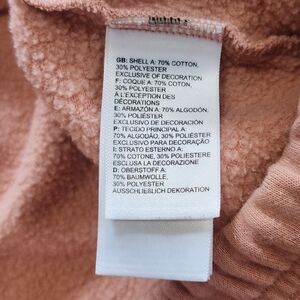 GB: SHELL A: 70% COTTON,
30% POLYESTER
EXCLUSIVE OF DECORATION
F: COQUE A: 70% COTON,
30% POLYESTER
À L'EXCEPTION DES
DÉCORATIONS
E: ARMAZÓN A: 70% ALGODÓN,
30% POLIÉSTER
EXCLUSIVO DE DECORACIÓN
P: TECIDO PRINCIPAL A:
70% ALGODÃO, 30% POLIÉSTER
EXCLUSIVO PARA DECORAÇÃO
I: STRATO ESTERNO A:
70% COTONE, 30% POLIESTERE
ESCLUSA LA DECORAZIONE
D: OBERSTOFF A:
70% BAUMWOLLE,
30% POLYESTER
AUSSCHLIEßLICH DEKORATION